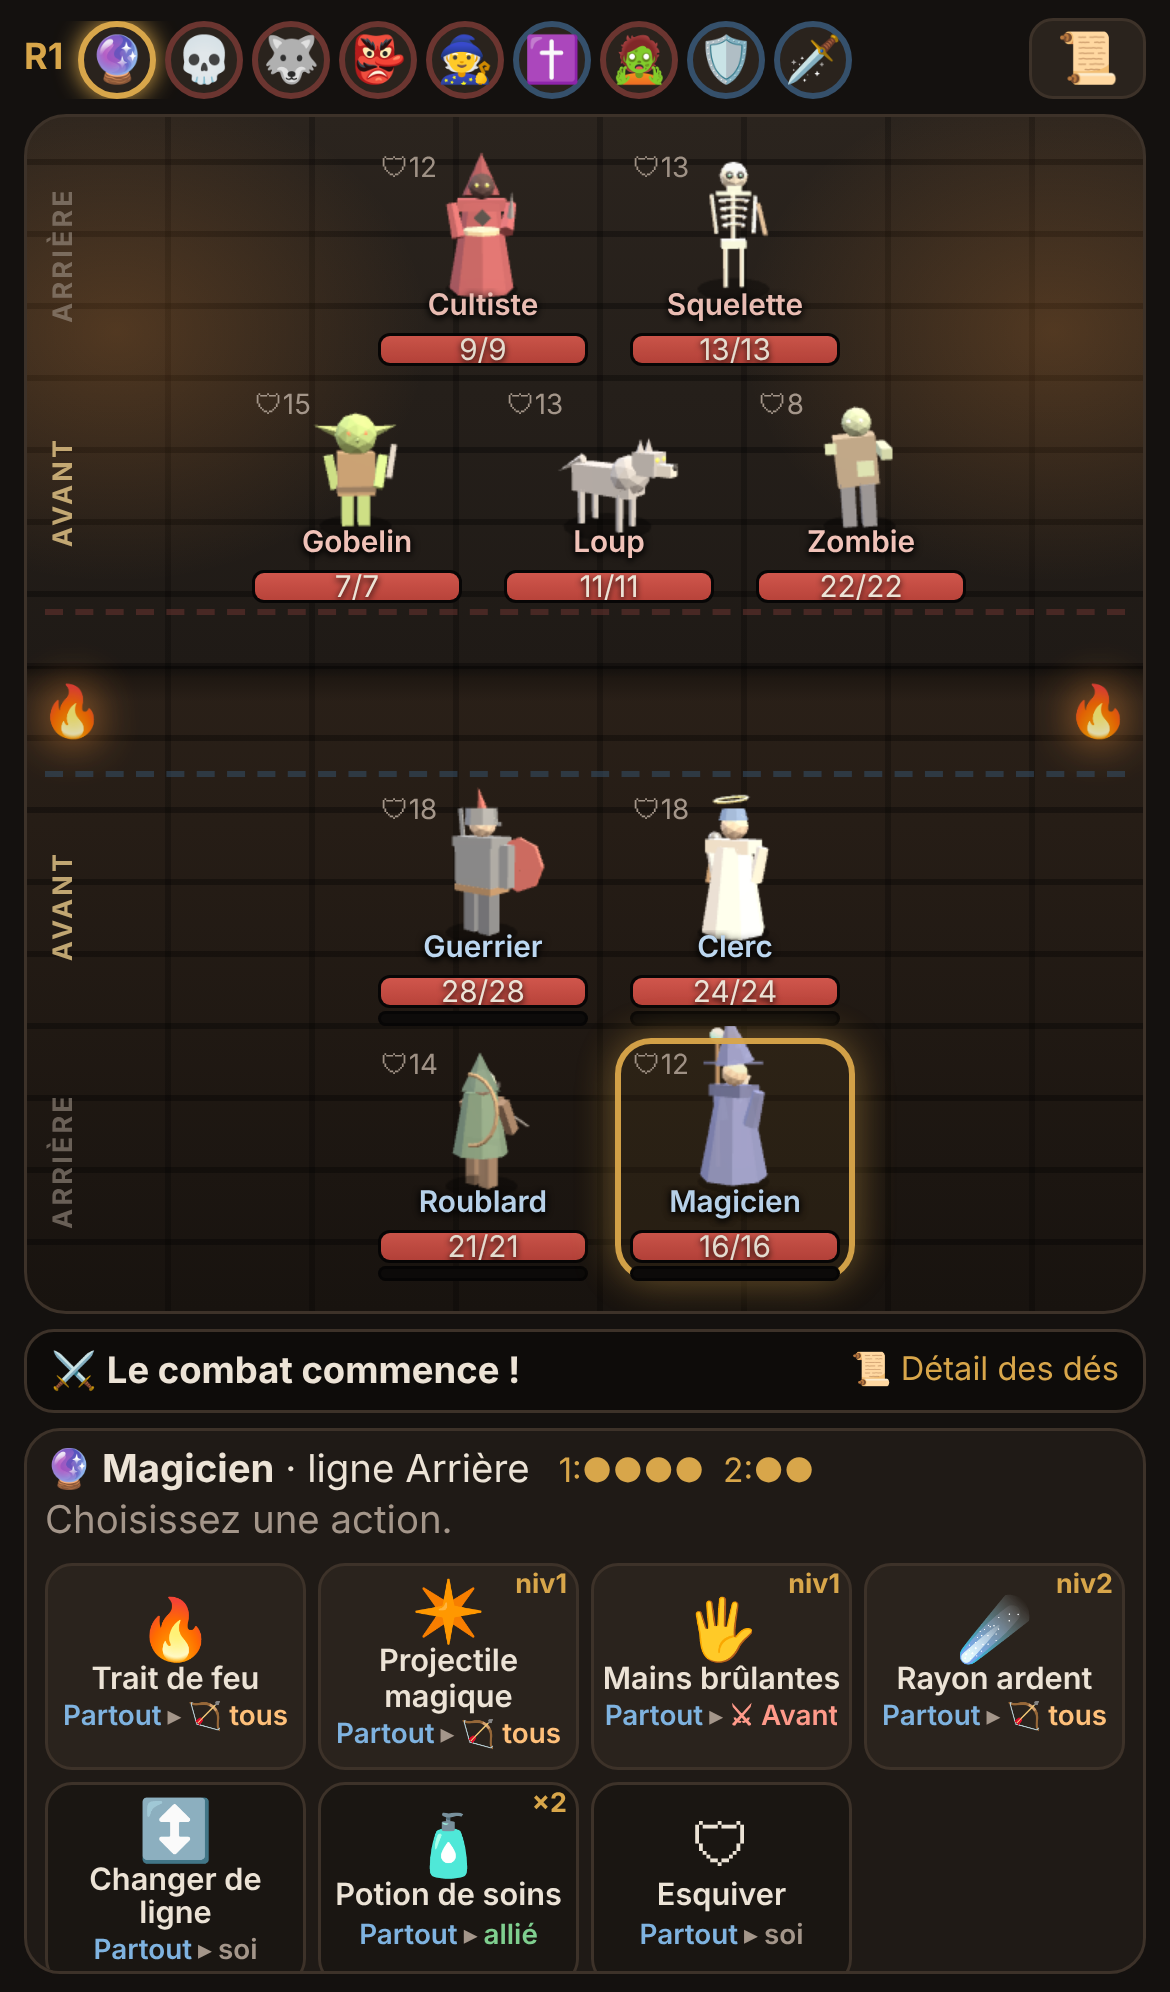 R1
ARRIÈRE
12
13
Cultiste
Squelette
9/9
13/13
AVANT
15
13
8
Gobelin
Loup
Zombie
7/7
11/11
22/22
AVANT
18
18
Guerrier
Clerc
28/28
24/24
ARRIÈRE
14
12
Roublard
Magicien
21/21
16/16
Le combat commence !
Détail des dés
Magicien · ligne Arrière 1:●●●● 2:●●
Choisissez une action.
Trait de feu
Partout ▸ tous
niv1
Projectile
magique
Partout ▸ tous
niv1
Mains brûlantes
Partout ▸ Avant
niv2
Rayon ardent
Partout ▸ tous
Changer de
ligne
Partout ▸ soi
×2
Potion de soins
Partout ▸ allié
Esquiver
Partout ▸ soi